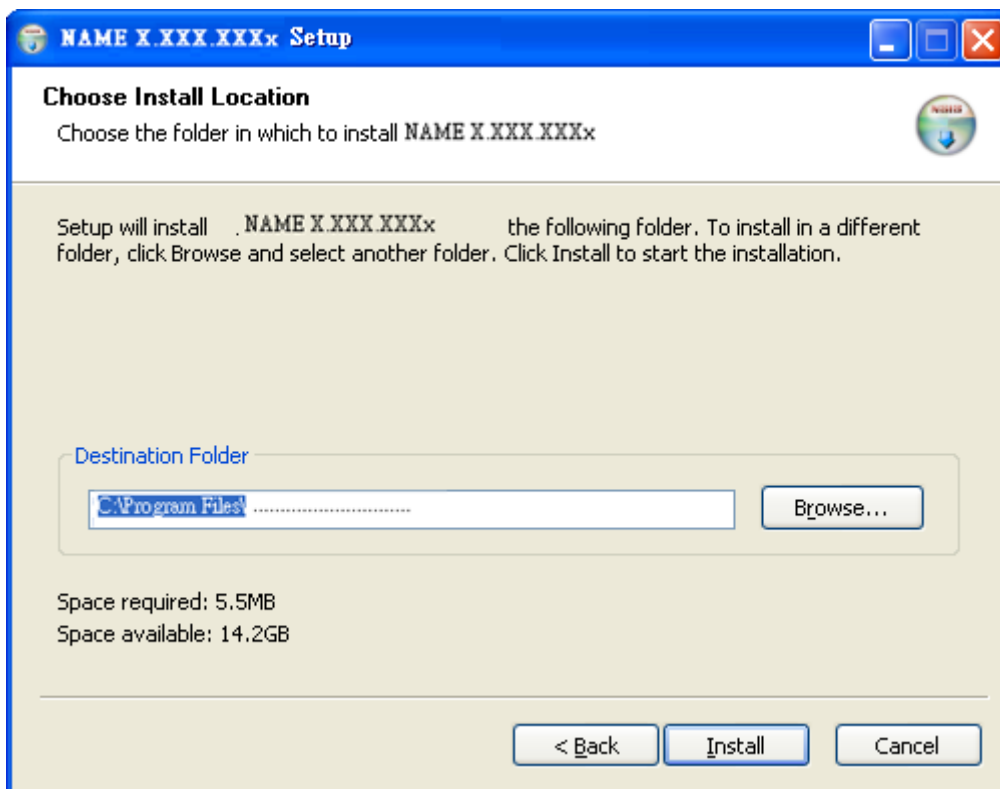 NAME X.XXX.XXXx Setup
Choose Install Location
Choose the folder in which to install NAME X.XXX.XXXx
Setup will install . NAME X.XXX.XXXx the following folder. To install in a different
folder, click Browse and select another folder. Click Install to start the installation.
Destination Folder
C:\Program Files\ ..............................
Browse...
Space required: 5.5MB
Space available: 14.2GB
< Back
Install
Cancel